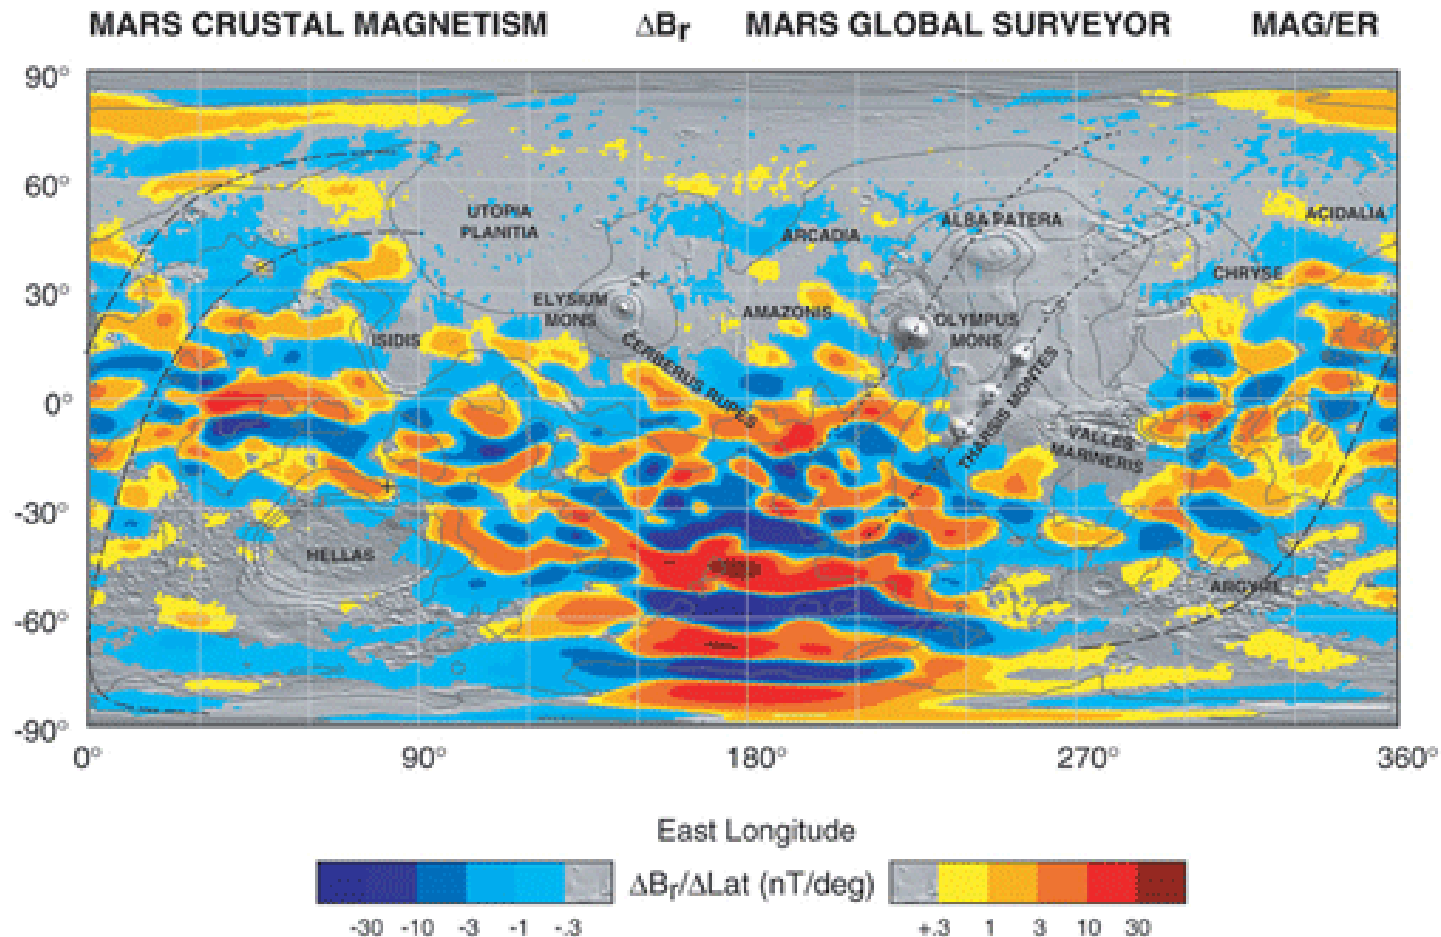 MARS CRUSTAL MAGNETISM ΔBr MARS GLOBAL SURVEYOR MAG/ER
90°
60°
30°
0°
-30°
-60°
-90°
UTOPIA
PLANITIA
ARCADIA
ALBA PATERA
ACIDALIA
CHRYSE
ELYSIUM
MONS
AMAZONIS
OLYMPUS
MONS
ISIDIS
CERBERUS RUPES
THARSIS MONTES
VALLES
MARINERIS
HELLAS
ARGYRE
0° 90° 180° 270° 360°
East Longitude
ΔBr/ΔLat (nT/deg)
-30 -10 -3 -1 -.3
+.3 1 3 10 30